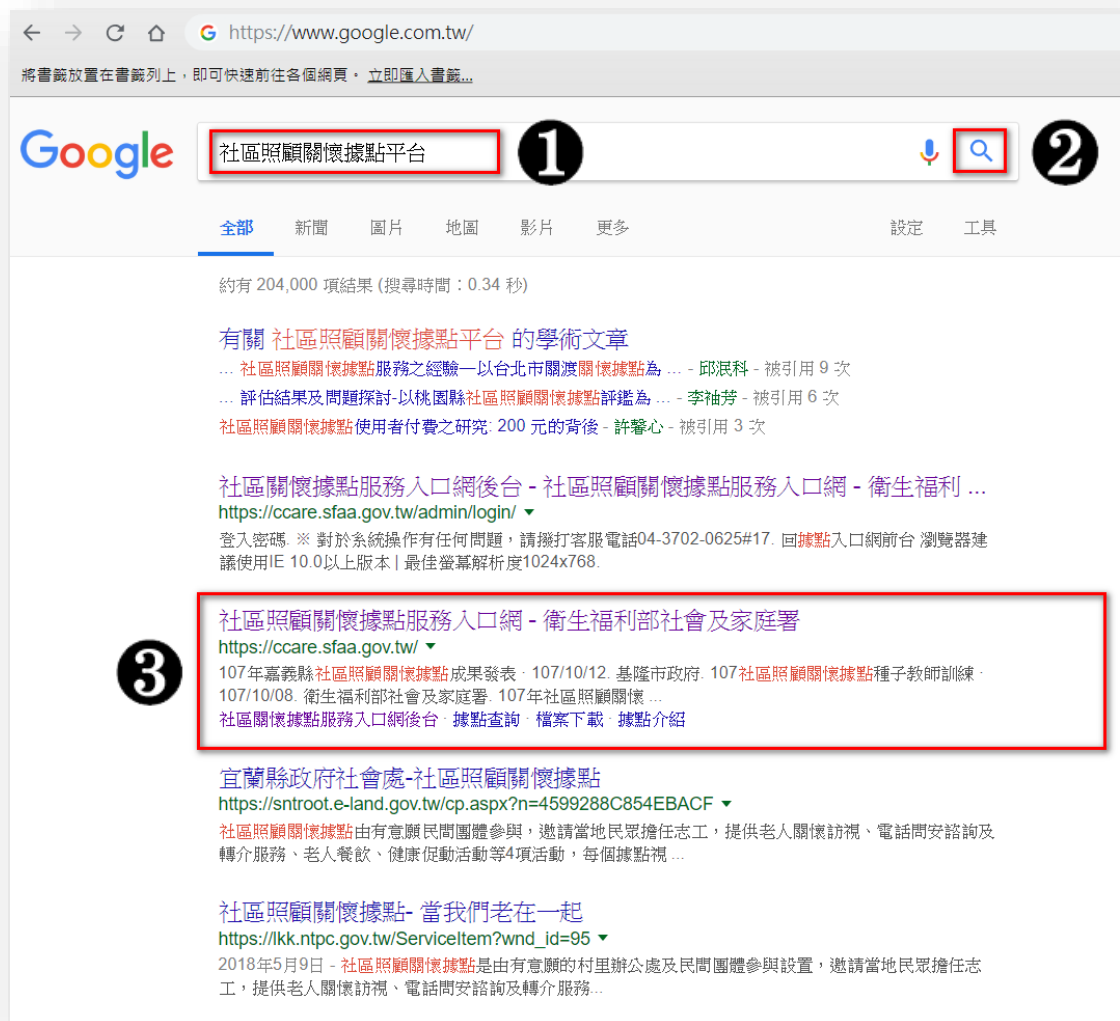 https://www.google.com.tw/
將書籤放置在書籤列上，即可快速前往各個網頁。 立即匯入書籤...
Google
社區照顧關懷據點平台
1
2
全部 新聞 圖片 地圖 影片 更多 設定 工具
約有 204,000 項結果 (搜尋時間：0.34 秒)
有關 社區照顧關懷據點平台 的學術文章
... 社區照顧關懷據點服務之經驗—以台北市關渡關懷據點為 ... - 邱泯科 - 被引用 9 次
... 評估結果及問題探討-以桃園縣社區照顧關懷據點評鑑為 ... - 李袖芳 - 被引用 6 次
社區照顧關懷據點使用者付費之研究: 200 元的背後 - 許馨心 - 被引用 3 次
社區關懷據點服務入口網後台 - 社區照顧關懷據點服務入口網 - 衛生福利 ...
https://ccare.sfaa.gov.tw/admin/login/
登入密碼. ※ 對於系統操作有任何問題，請撥打客服電話04-3702-0625#17. 回據點入口網前台 瀏覽器建
議使用IE 10.0以上版本 | 最佳螢幕解析度1024x768.
社區照顧關懷據點服務入口網 - 衛生福利部社會及家庭署
https://ccare.sfaa.gov.tw/
3
107年嘉義縣社區照顧關懷據點成果發表 · 107/10/12. 基隆市政府. 107社區照顧關懷據點種子教師訓練 ·
107/10/08. 衛生福利部社會及家庭署. 107年社區照顧關懷 ...
社區關懷據點服務入口網後台 · 據點查詢 · 檔案下載 · 據點介紹
宜蘭縣政府社會處-社區照顧關懷據點
https://sntroot.e-land.gov.tw/cp.aspx?n=4599288C854EBACF
社區照顧關懷據點由有意願民間團體參與，邀請當地民眾擔任志工，提供老人關懷訪視、電話問安諮詢及
轉介服務、老人餐飲、健康促動活動等4項活動，每個據點視 ...
社區照顧關懷據點- 當我們老在一起
https://lkk.ntpc.gov.tw/ServiceItem?wnd_id=95
2018年5月9日 - 社區照顧關懷據點是由有意願的村里辦公處及民間團體參與設置，邀請當地民眾擔任志
工，提供老人關懷訪視、電話問安諮詢及轉介服務...